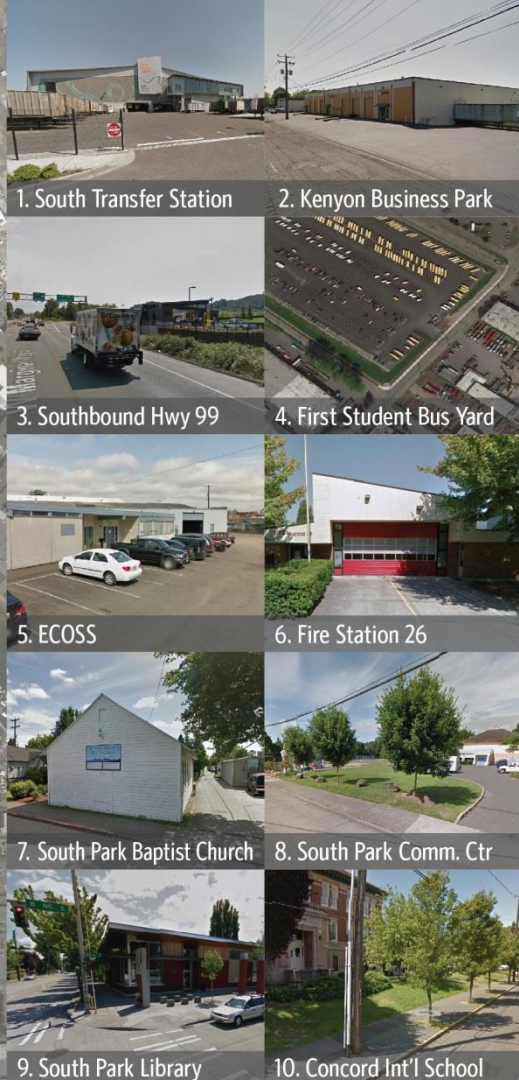 1. South Transfer Station
2. Kenyon Business Park
3. Southbound Hwy 99
4. First Student Bus Yard
5. ECOSS
6. Fire Station 26
7. South Park Baptist Church
8. South Park Comm. Ctr
9. South Park Library
10. Concord Int'l School